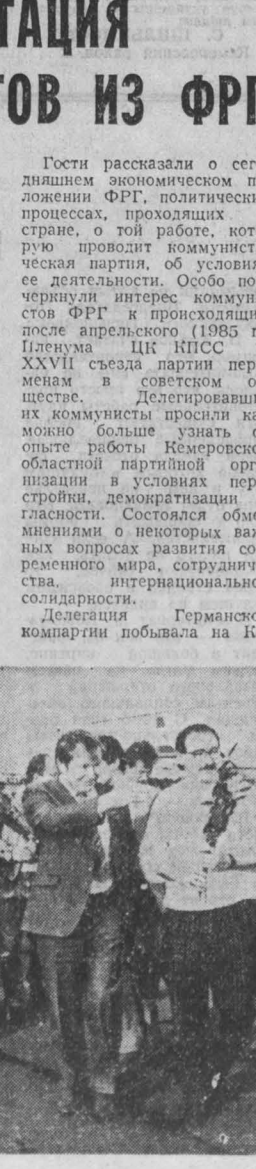 ТАЦИЯ
ТОВ ИЗ ФРГ
Гости рассказали о сег
дняшнем экономическом п
ложении ФРГ, политически
процессах, проходящих
стране, о той работе, кот
рую проводит коммунист
ческая партия, об условия
ее деятельности. Особо по
черкнули интерес коммун
стов ФРГ к происходящи
после апрельского (1985 г
Пленума ЦК КПСС
XXVII съезда партии пер
менам в советском о
ществе. Делегировавши
их коммунисты просили ка
можно больше узнать о
опыте работы Кемеровско
областной партийной орг
низации в условиях пер
стройки, демократизации
гласности. Состоялся обме
мнениями о некоторых ва
ных вопросах развития со
ременного мира, сотруднич
ства, интернационально
солидарности.
Делегация Германско
компартии побывала на К